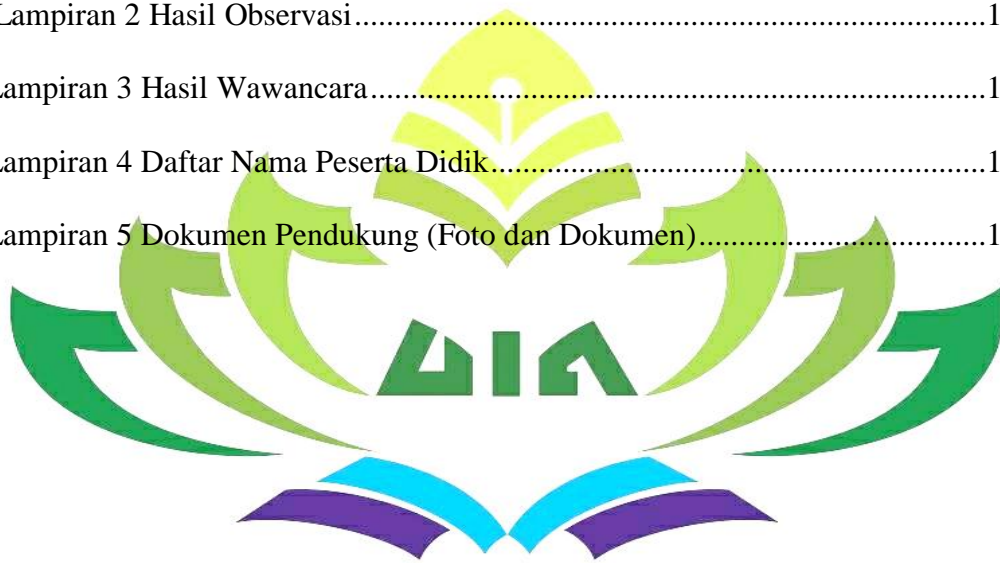 Lampiran 2 Hasil Observasi.......................................................................1
Lampiran 3 Hasil Wawancara.....................................................................1
Lampiran 4 Daftar Nama Peserta Didik........................................................1
Lampiran 5 Dokumen Pendukung (Foto dan Dokumen).................................1
UIN